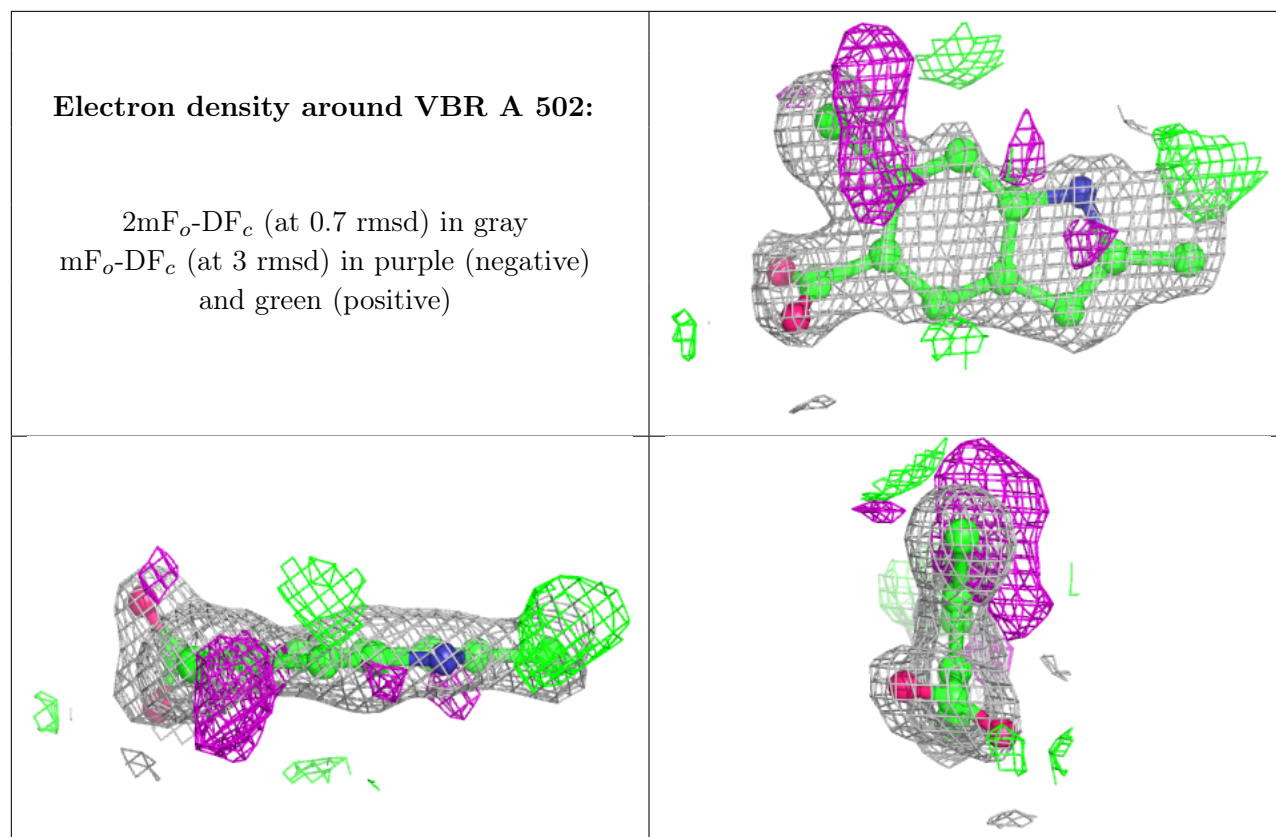 Electron density around VBR A 502:
2mFₒ-DF𝒸 (at 0.7 rmsd) in gray
mFₒ-DF𝒸 (at 3 rmsd) in purple (negative)
and green (positive)